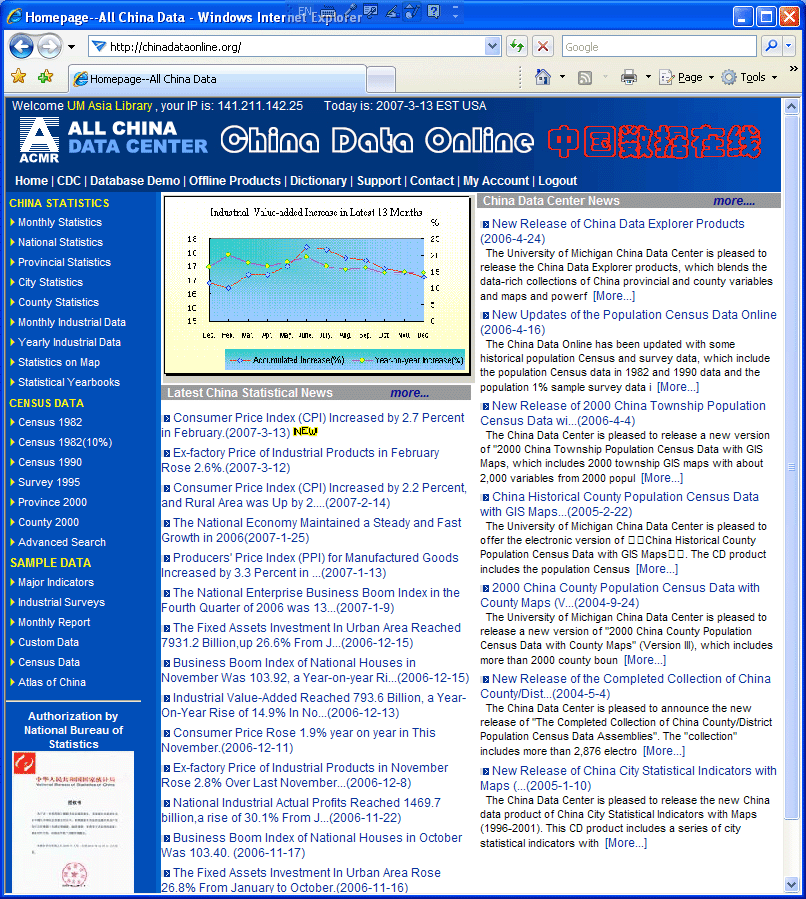 Homepage--All China Data - Windows Internet Explorer
EN
http://chinadataonline.org/
Google
Homepage--All China Data
Page
Tools
Welcome UM Asia Library , your IP is: 141.211.142.25 Today is: 2007-3-13 EST USA
ACMR
ALL CHINA
DATA CENTER
China Data Online 中国数据在线
Home | CDC | Database Demo | Offline Products | Dictionary | Support | Contact | My Account | Logout
CHINA STATISTICS
Monthly Statistics
National Statistics
Provincial Statistics
City Statistics
County Statistics
Monthly Industrial Data
Yearly Industrial Data
Statistics on Map
Statistical Yearbooks
CENSUS DATA
Census 1982
Census 1982(10%)
Census 1990
Survey 1995
Province 2000
County 2000
Advanced Search
SAMPLE DATA
Major Indicators
Industrial Surveys
Monthly Report
Custom Data
Census Data
Atlas of China
Authorization by
National Bureau of
Statistics
中华人民共和国国家统计局
National Bureau of Statistics of China
授权书
Industrial Value-added Increase in Latest 13 Months
%
18
18
17
17
16
16
15
25
20
15
10
5
0
Dec. Feb. Mar. Apr. May. June. July. Aug. Sep. Oct. Nov. Dec
Accumulated Increase(%) Year-on-year Increase(%)
Latest China Statistical News more...
Consumer Price Index (CPI) Increased by 2.7 Percent
in February.(2007-3-13) NEW
Ex-factory Price of Industrial Products in February
Rose 2.6%.(2007-3-12)
Consumer Price Index (CPI) Increased by 2.2 Percent,
and Rural Area was Up by 2....(2007-2-14)
The National Economy Maintained a Steady and Fast
Growth in 2006(2007-1-25)
Producers' Price Index (PPI) for Manufactured Goods
Increased by 3.3 Percent in ...(2007-1-13)
The National Enterprise Business Boom Index in the
Fourth Quarter of 2006 was 13...(2007-1-9)
The Fixed Assets Investment In Urban Area Reached
7931.2 Billion,up 26.6% From J...(2006-12-15)
Business Boom Index of National Houses in
November Was 103.92, a Year-on-year Ri...(2006-12-15)
Industrial Value-Added Reached 793.6 Billion, a Year-
On-Year Rise of 14.9% In No...(2006-12-13)
Consumer Price Rose 1.9% year on year in This
November.(2006-12-11)
Ex-factory Price of Industrial Products in November
Rose 2.8% Over Last November...(2006-12-8)
National Industrial Actual Profits Reached 1469.7
billion,a rise of 30.1% From J...(2006-11-22)
Business Boom Index of National Houses in October
Was 103.40. (2006-11-17)
The Fixed Assets Investment In Urban Area Rose
26.8% From January to October.(2006-11-16)
China Data Center News more....
New Release of China Data Explorer Products
(2006-4-24)
The University of Michigan China Data Center is pleased to
release the China Data Explorer products, which blends the
data-rich collections of China provincial and county variables
and maps and powerf [More...]
New Updates of the Population Census Data Online
(2006-4-16)
The China Data Online has been updated with some
historical population Census and survey data, which include
the population Census data in 1982 and 1990 data and the
population 1% sample survey data i [More...]
New Release of 2000 China Township Population
Census Data wi...(2006-4-4)
The China Data Center is pleased to release a new version
of "2000 China Township Population Census Data with GIS
Maps, which includes 2000 township GIS maps with about
2,000 variables from 2000 popul [More...]
China Historical County Population Census Data
with GIS Maps...(2005-2-22)
The University of Michigan China Data Center is pleased to
offer the electronic version of □□China Historical County
Population Census Data with GIS Maps□□. The CD product
includes the population Census [More...]
2000 China County Population Census Data with
County Maps (V...(2004-9-24)
The University of Michigan China Data Center is pleased to
release a new version of "2000 China County Population
Census Data with County Maps" (Version III), which includes
more than 2000 county boun [More...]
New Release of the Completed Collection of China
County/Dist...(2004-5-4)
The China Data Center is pleased to announce the new
release of "The Completed Collection of China County/District
Population Census Data Assemblies". The "collection"
includes more than 2,876 electro [More...]
New Release of China City Statistical Indicators with
Maps (...(2005-1-10)
The China Data Center is pleased to release the new China
data product of China City Statistical Indicators with Maps
(1996-2001). This CD product includes a series of city
statistical indicators with [More...]